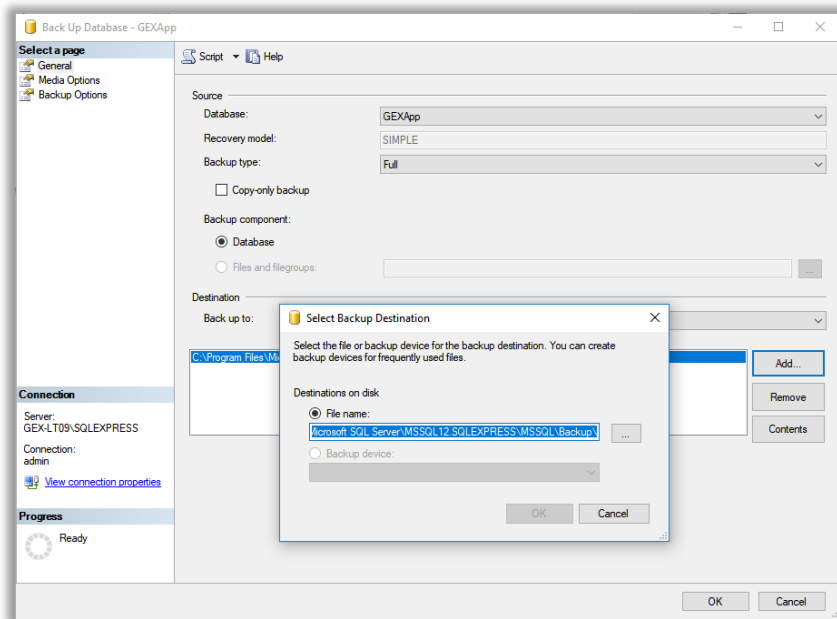 Back Up Database - GEXApp
Select a page
General
Media Options
Backup Options
Script
Help
Source
Database:
GEXApp
Recovery model:
SIMPLE
Backup type:
Full
Copy-only backup
Backup component:
Database
Files and filegroups:
...
Destination
Back up to:
C:\Program Files\Mi
Add...
Remove
Contents
Select Backup Destination
Select the file or backup device for the backup destination. You can create
backup devices for frequently used files.
Destinations on disk
File name:
Microsoft SQL Server\MSSQL12.SQLEXPRESS\MSSQL\Backup\
...
Backup device:
OK
Cancel
Connection
Server:
GEX-LT09\SQLEXPRESS
Connection:
admin
View connection properties
Progress
Ready
OK
Cancel